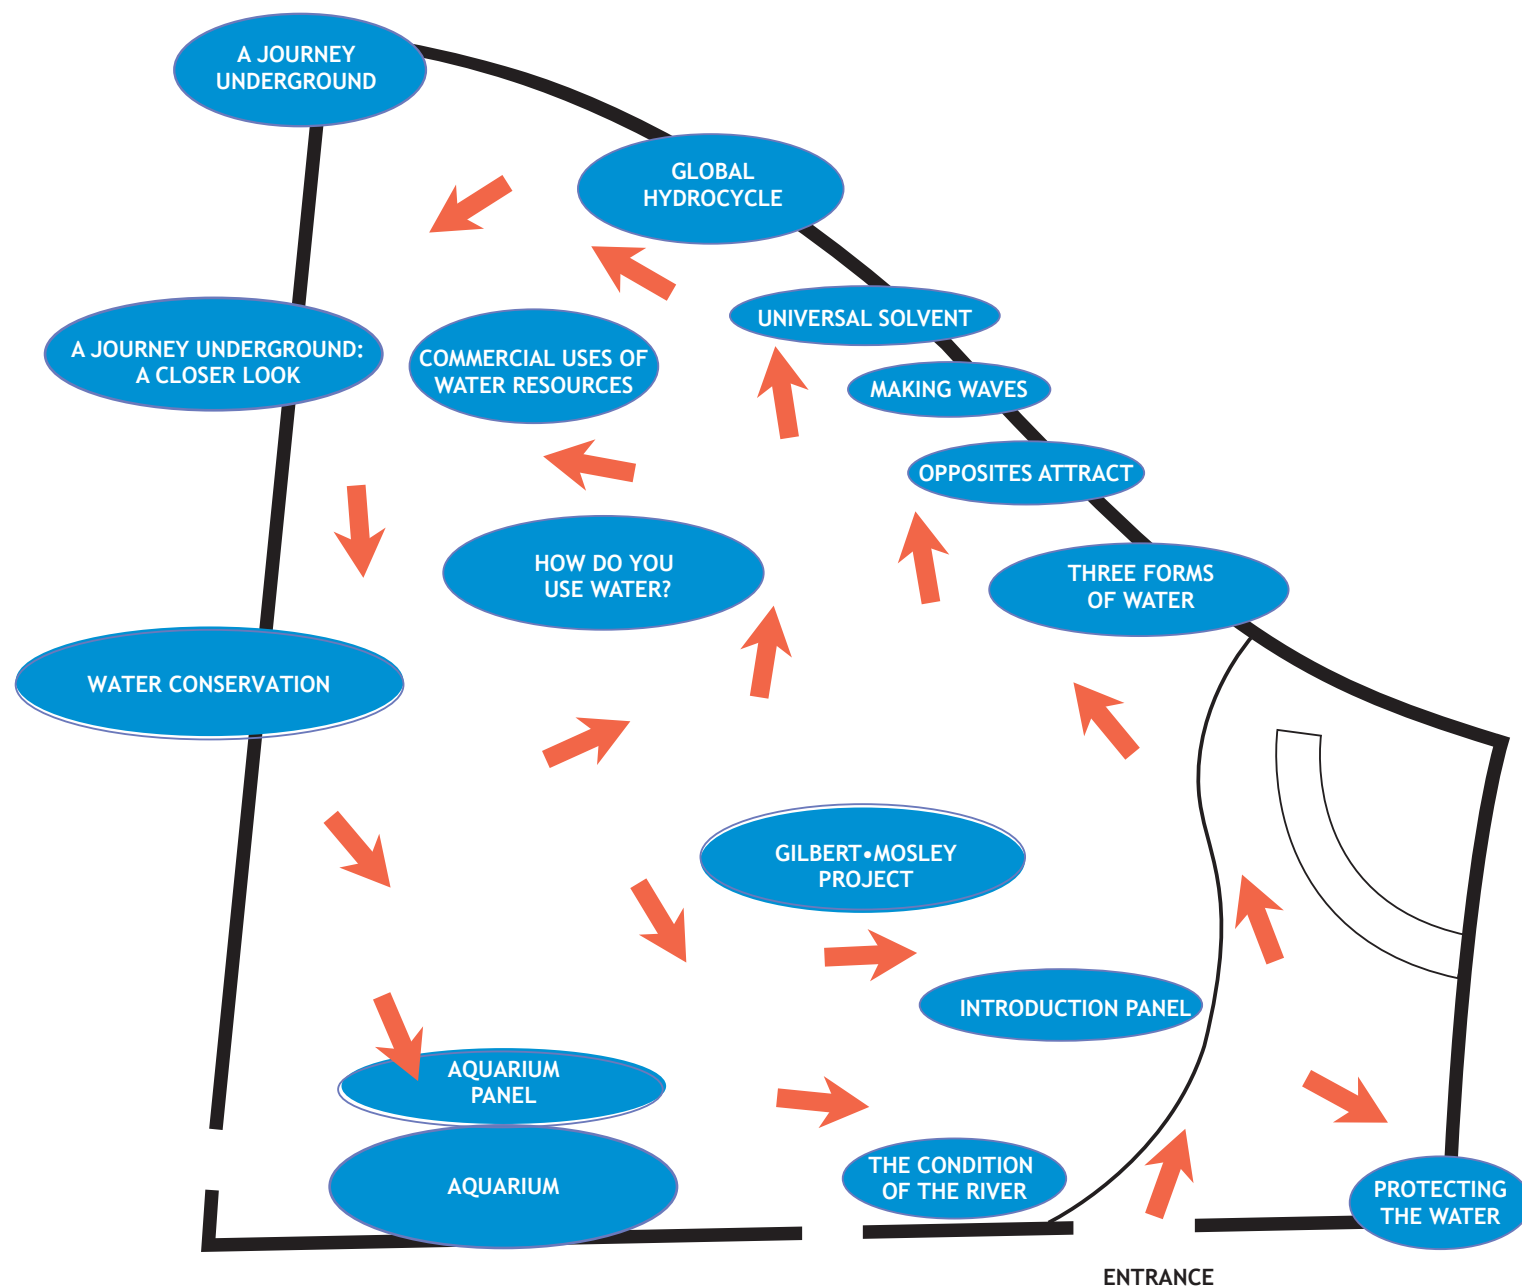 A JOURNEY
UNDERGROUND
GLOBAL
HYDROCYCLE
UNIVERSAL SOLVENT
A JOURNEY UNDERGROUND:
A CLOSER LOOK
COMMERCIAL USES OF
WATER RESOURCES
MAKING WAVES
OPPOSITES ATTRACT
HOW DO YOU
USE WATER?
THREE FORMS
OF WATER
WATER CONSERVATION
GILBERT•MOSLEY
PROJECT
INTRODUCTION PANEL
AQUARIUM
PANEL
AQUARIUM
THE CONDITION
OF THE RIVER
PROTECTING
THE WATER
ENTRANCE